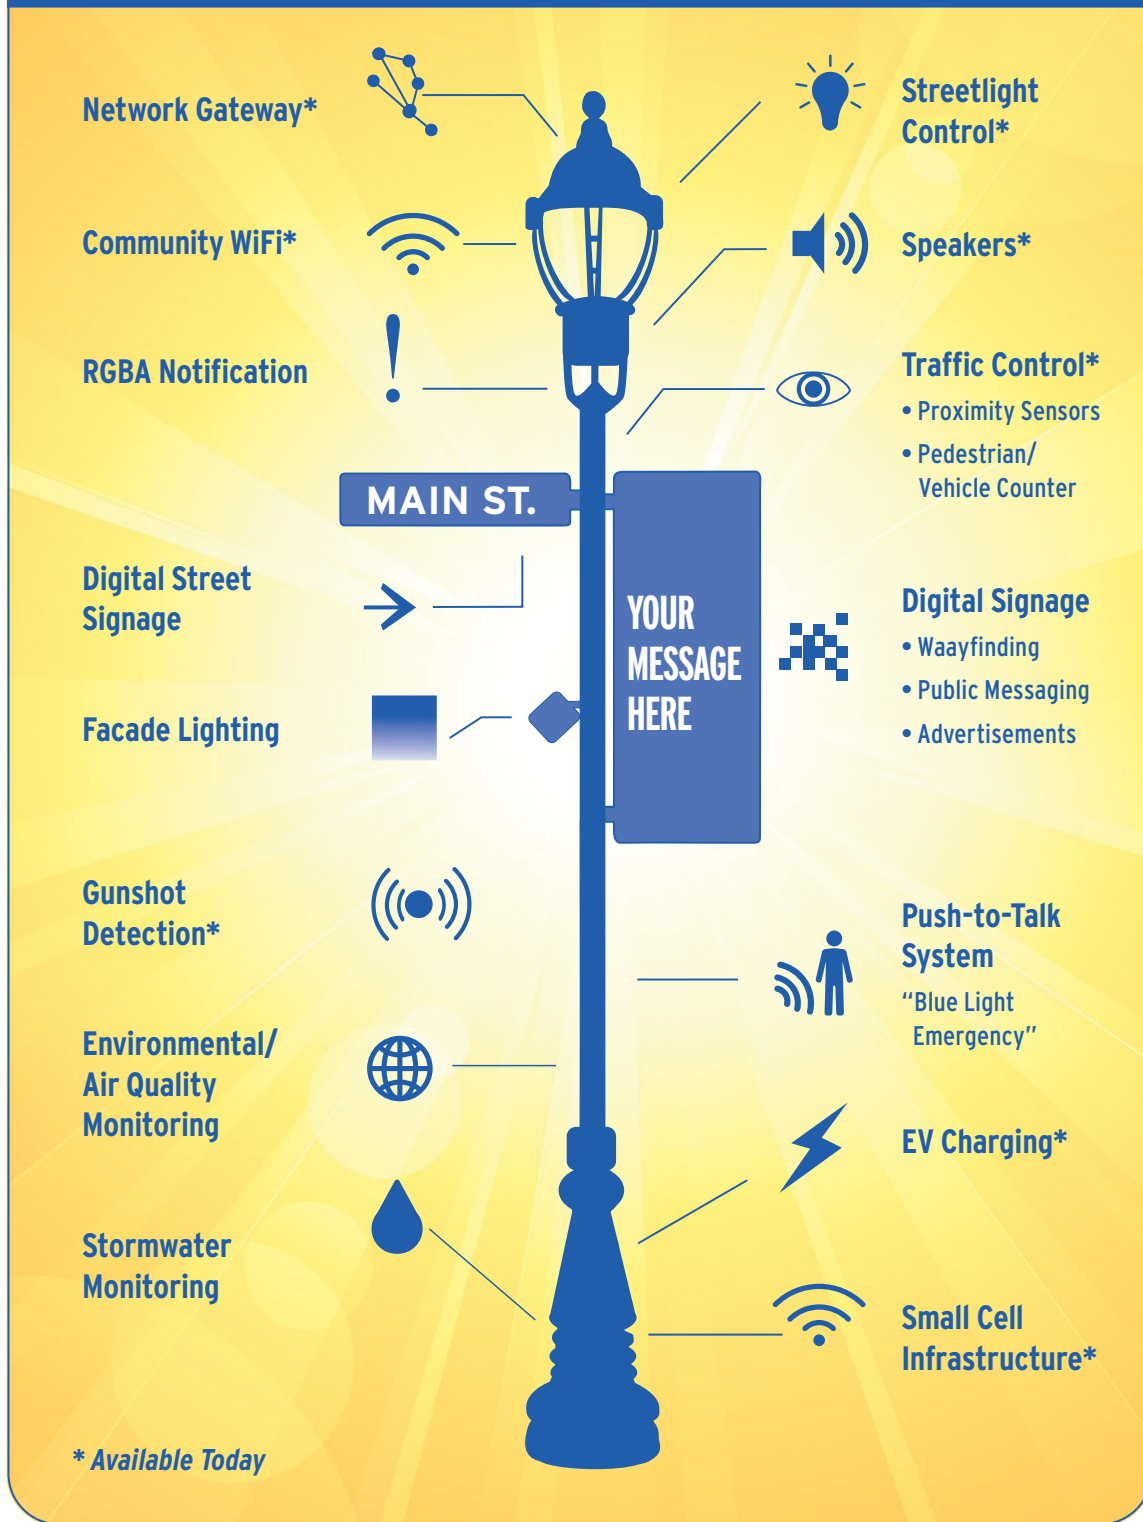 Network Gateway*
Community WiFi*
RGBA Notification
MAIN ST.
Digital Street
Signage
Facade Lighting
Gunshot
Detection*
Environmental/
Air Quality
Monitoring
Stormwater
Monitoring
* Available Today
YOUR
MESSAGE
HERE
Streetlight
Control*
Speakers*
Traffic Control*
• Proximity Sensors
• Pedestrian/
Vehicle Counter
Digital Signage
• Waayfinding
• Public Messaging
• Advertisements
Push-to-Talk
System
“Blue Light
Emergency”
EV Charging*
Small Cell
Infrastructure*